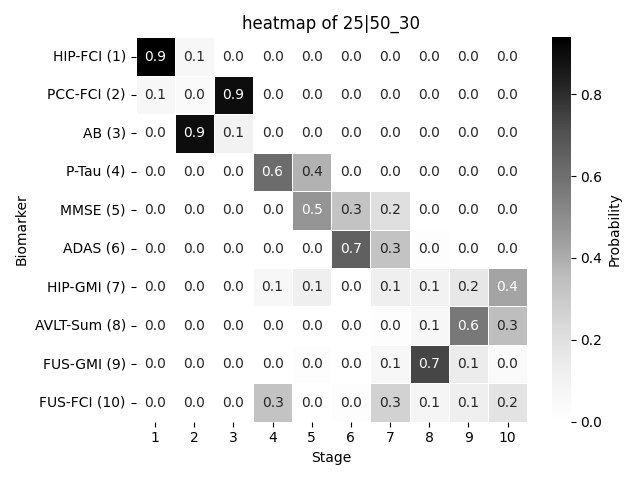 heatmap of 25|50_30
HIP-FCI (1) 0.9 0.1 0.0 0.0 0.0 0.0 0.0 0.0 0.0 0.0
PCC-FCI (2) 0.1 0.0 0.9 0.0 0.0 0.0 0.0 0.0 0.0 0.0
AB (3) 0.0 0.9 0.1 0.0 0.0 0.0 0.0 0.0 0.0 0.0
P-Tau (4) 0.0 0.0 0.0 0.6 0.4 0.0 0.0 0.0 0.0 0.0
MMSE (5) 0.0 0.0 0.0 0.0 0.5 0.3 0.2 0.0 0.0 0.0
ADAS (6) 0.0 0.0 0.0 0.0 0.0 0.7 0.3 0.0 0.0 0.0
HIP-GMI (7) 0.0 0.0 0.0 0.1 0.1 0.0 0.1 0.1 0.2 0.4
AVLT-Sum (8) 0.0 0.0 0.0 0.0 0.0 0.0 0.0 0.1 0.6 0.3
FUS-GMI (9) 0.0 0.0 0.0 0.0 0.0 0.0 0.1 0.7 0.1 0.0
FUS-FCI (10) 0.0 0.0 0.0 0.3 0.0 0.0 0.3 0.1 0.1 0.2
1 2 3 4 5 6 7 8 9 10
Stage
Biomarker
0.8
0.6
0.4
0.2
0.0
Probability